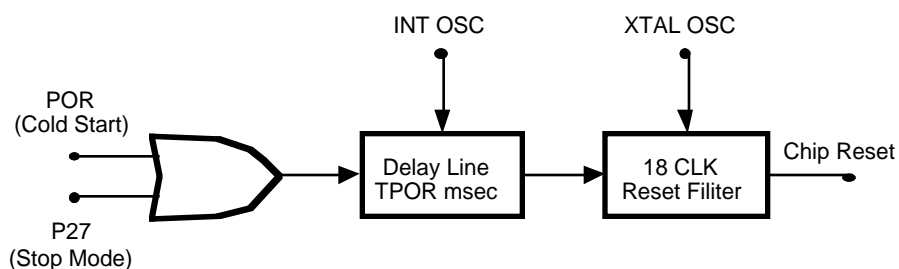 INT OSC
XTAL OSC
POR
(Cold Start)
Delay Line
TPOR msec
18 CLK
Reset Filiter
Chip Reset
P27
(Stop Mode)